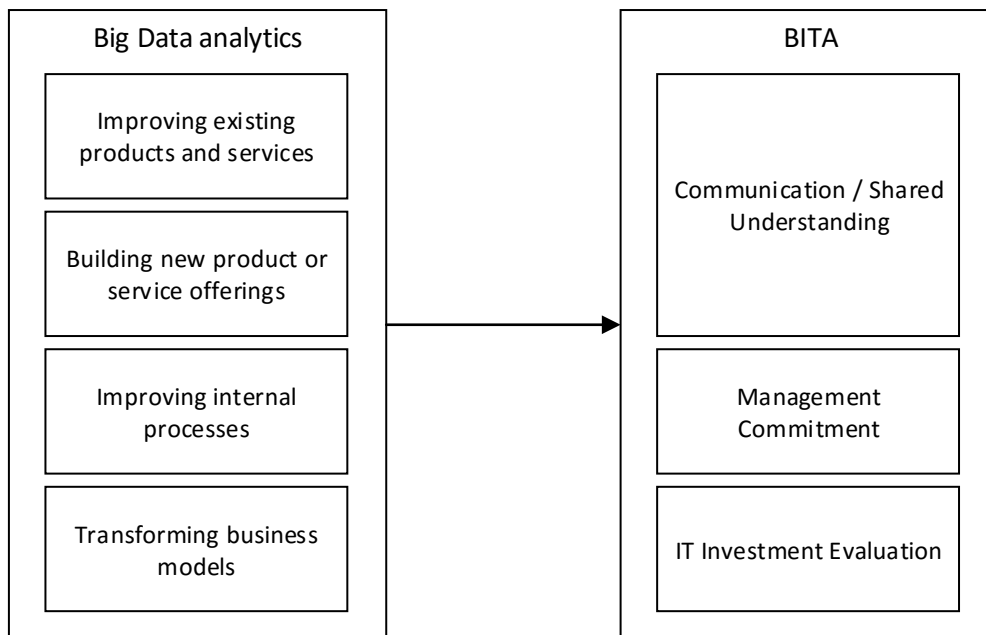 Big Data analytics
Improving existing
products and services
Building new product or
service offerings
Improving internal
processes
Transforming business
models
BITA
Communication / Shared
Understanding
Management
Commitment
IT Investment Evaluation